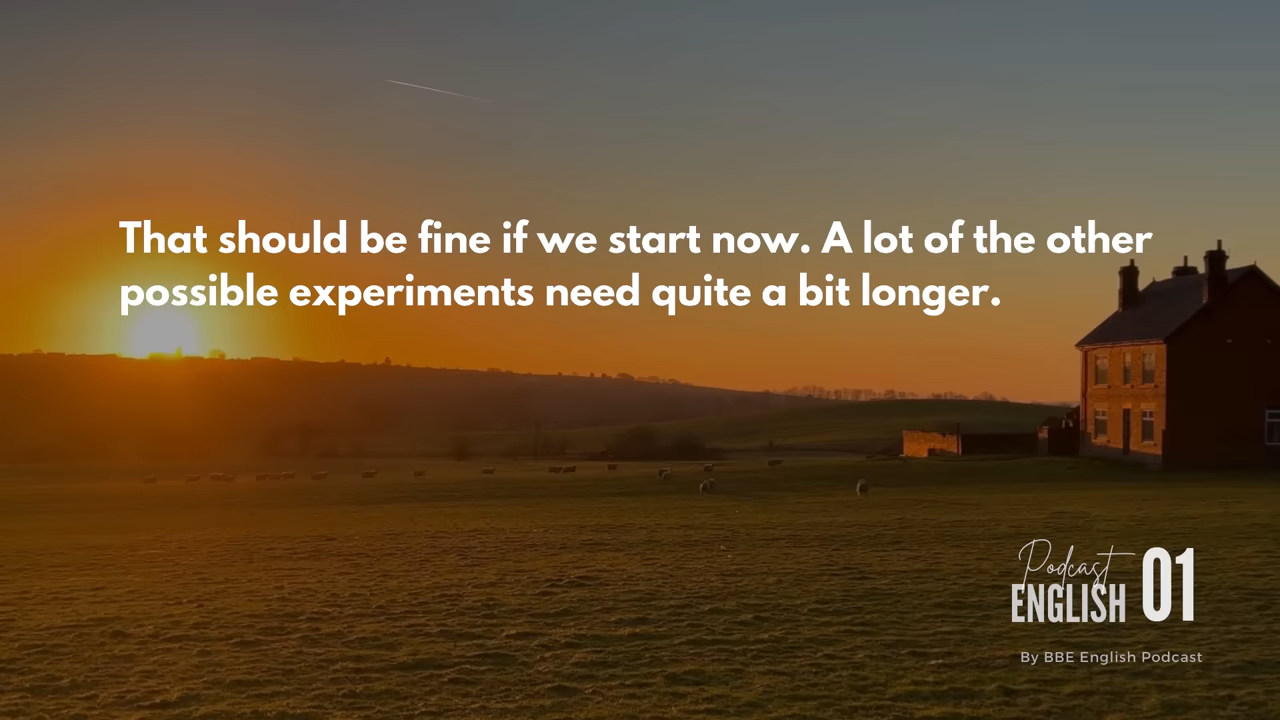 That should be fine if we start now. A lot of the other
possible experiments need quite a bit longer.
Podcast
ENGLISH 01
By BBE English Podcast